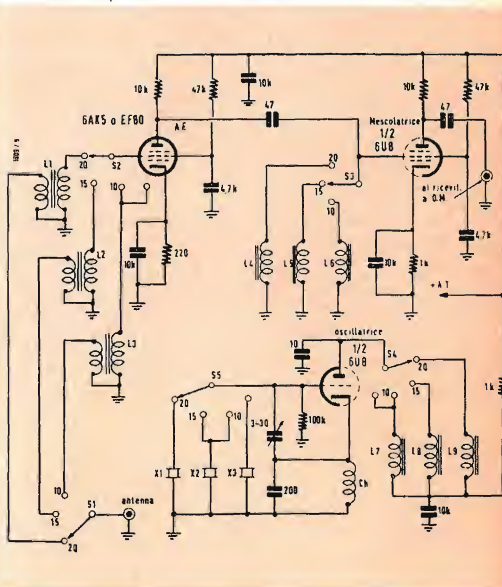 10k
47k
10k
10k
47k
6AK5 o EF80
A.F
47
Mescolatrice
1/2
6U8
47
L1
20
S2
15
10
4,7k
20
S3
15
10
al ricevit.
a O.M
4,7k
L2
10k
220
L4
L5
L6
10k
1k
+A.T
L3
oscillatrice
1/2
6U8
10
S4
20
15
10
1k
S5
20
15
10
3-30
100k
X1
X2
X3
200
Ch
L7
L8
L9
10k
10
15
20
S1
antenna